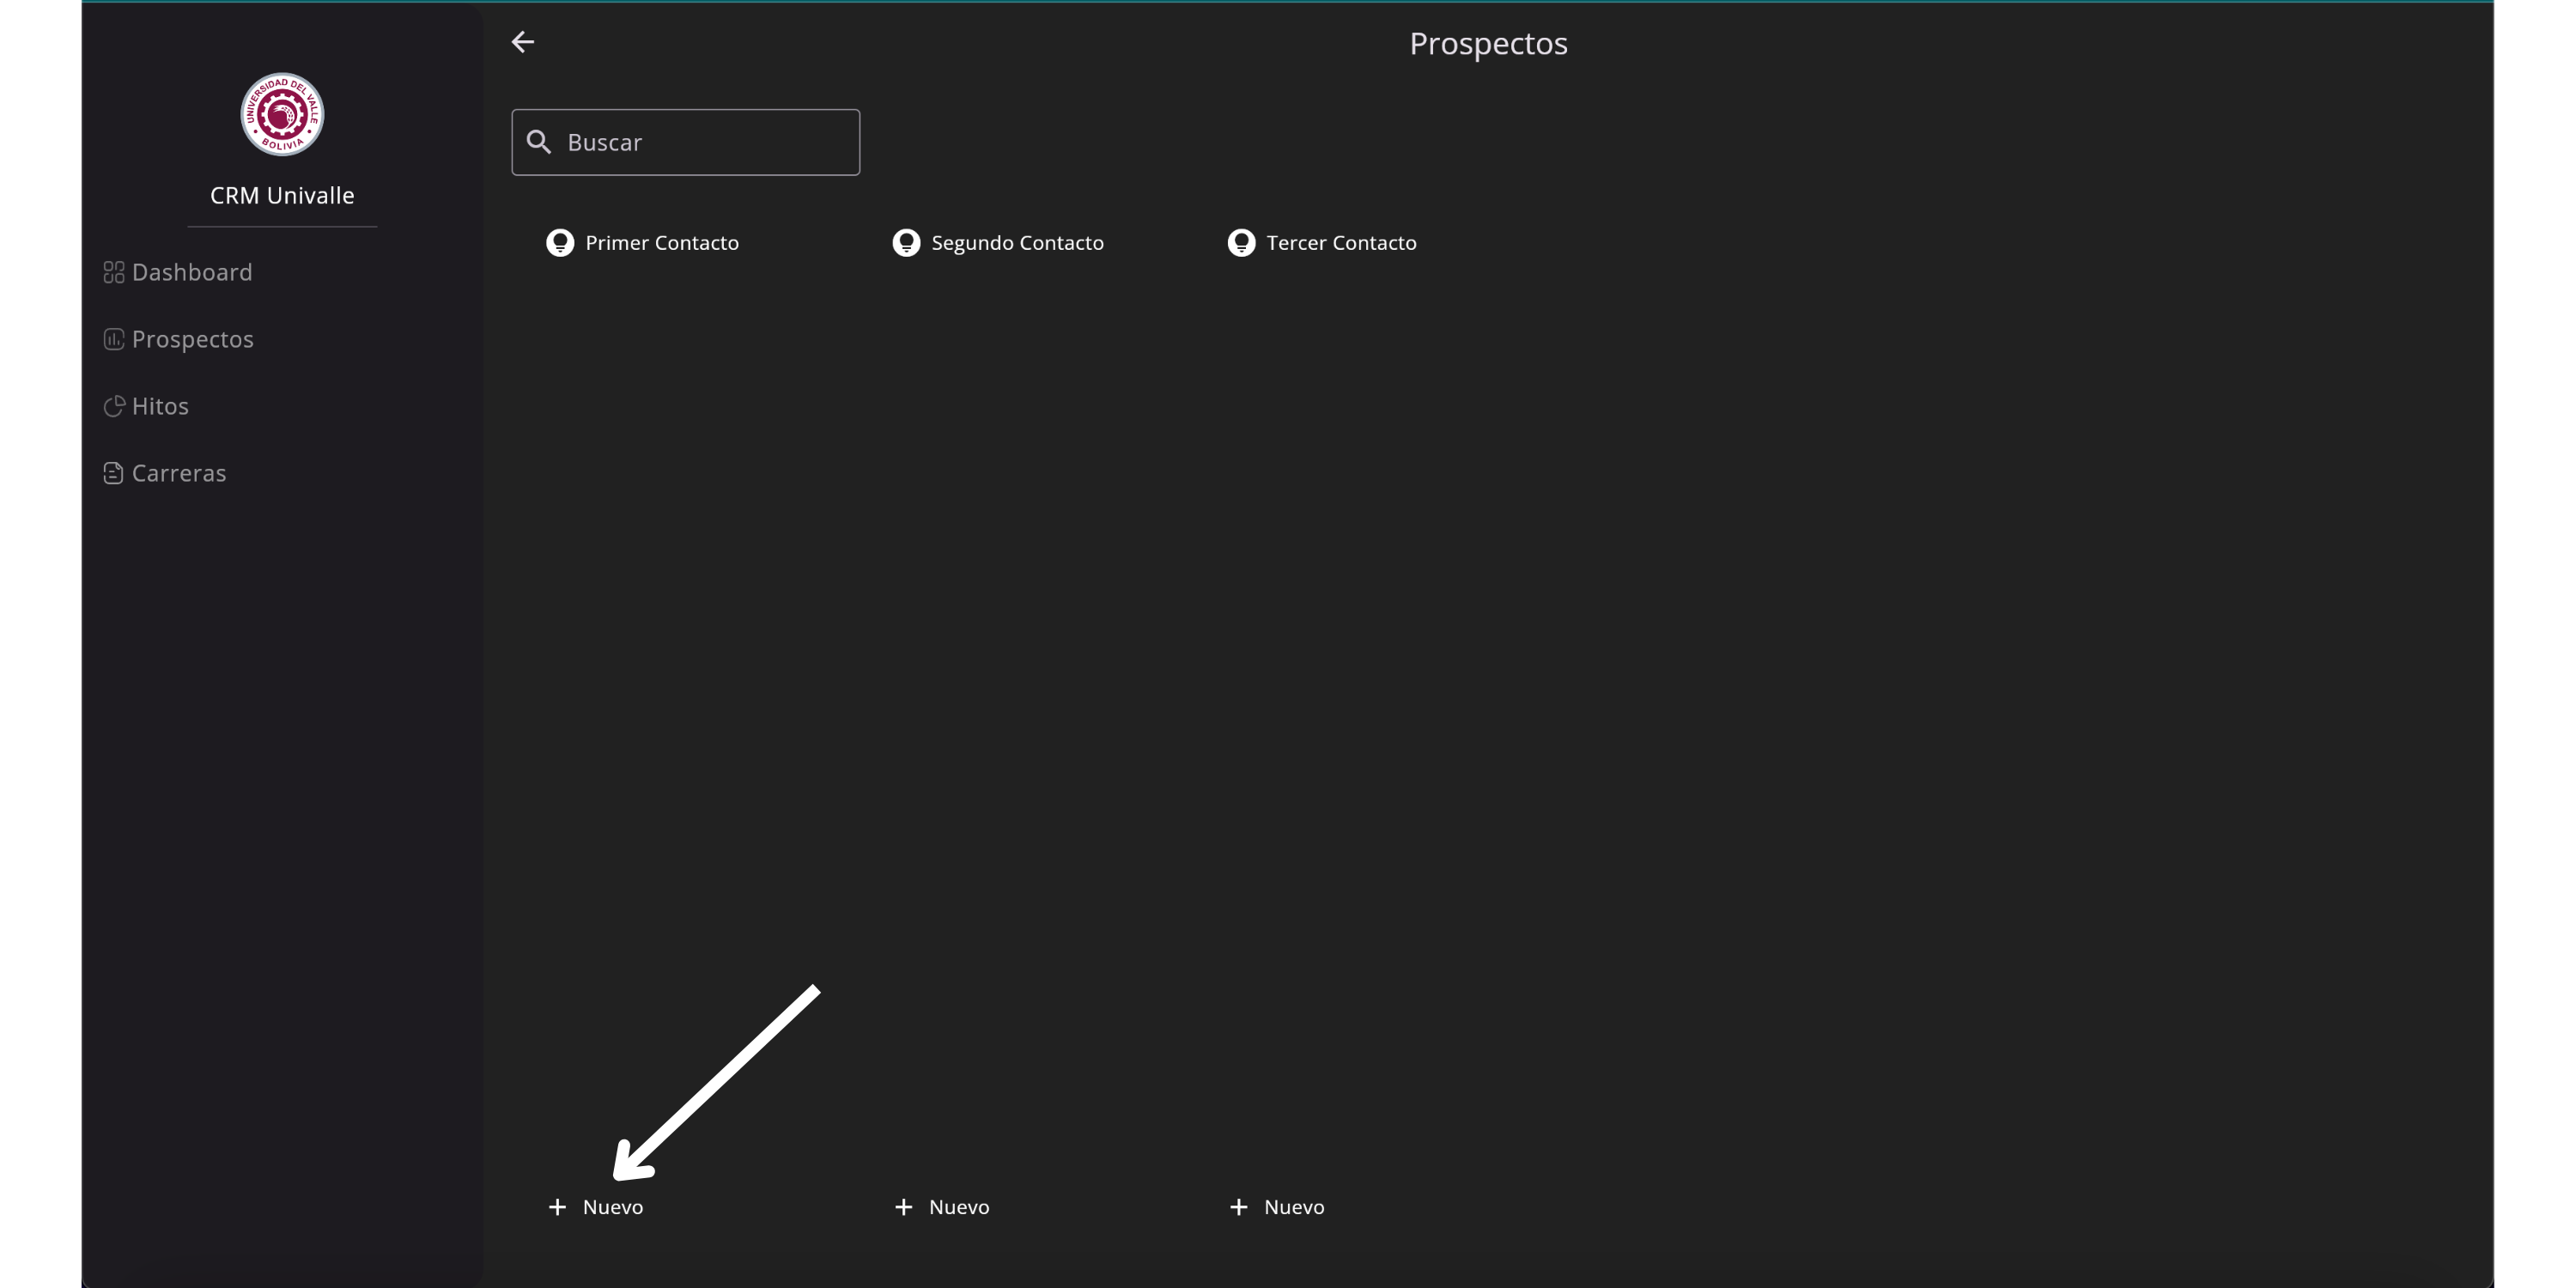 Prospectos
UNIVERSIDAD DEL VALLE
BOLIVIA
CRM Univalle
Dashboard
Prospectos
Hitos
Carreras
Buscar
Primer Contacto
Segundo Contacto
Tercer Contacto
Nuevo
Nuevo
Nuevo